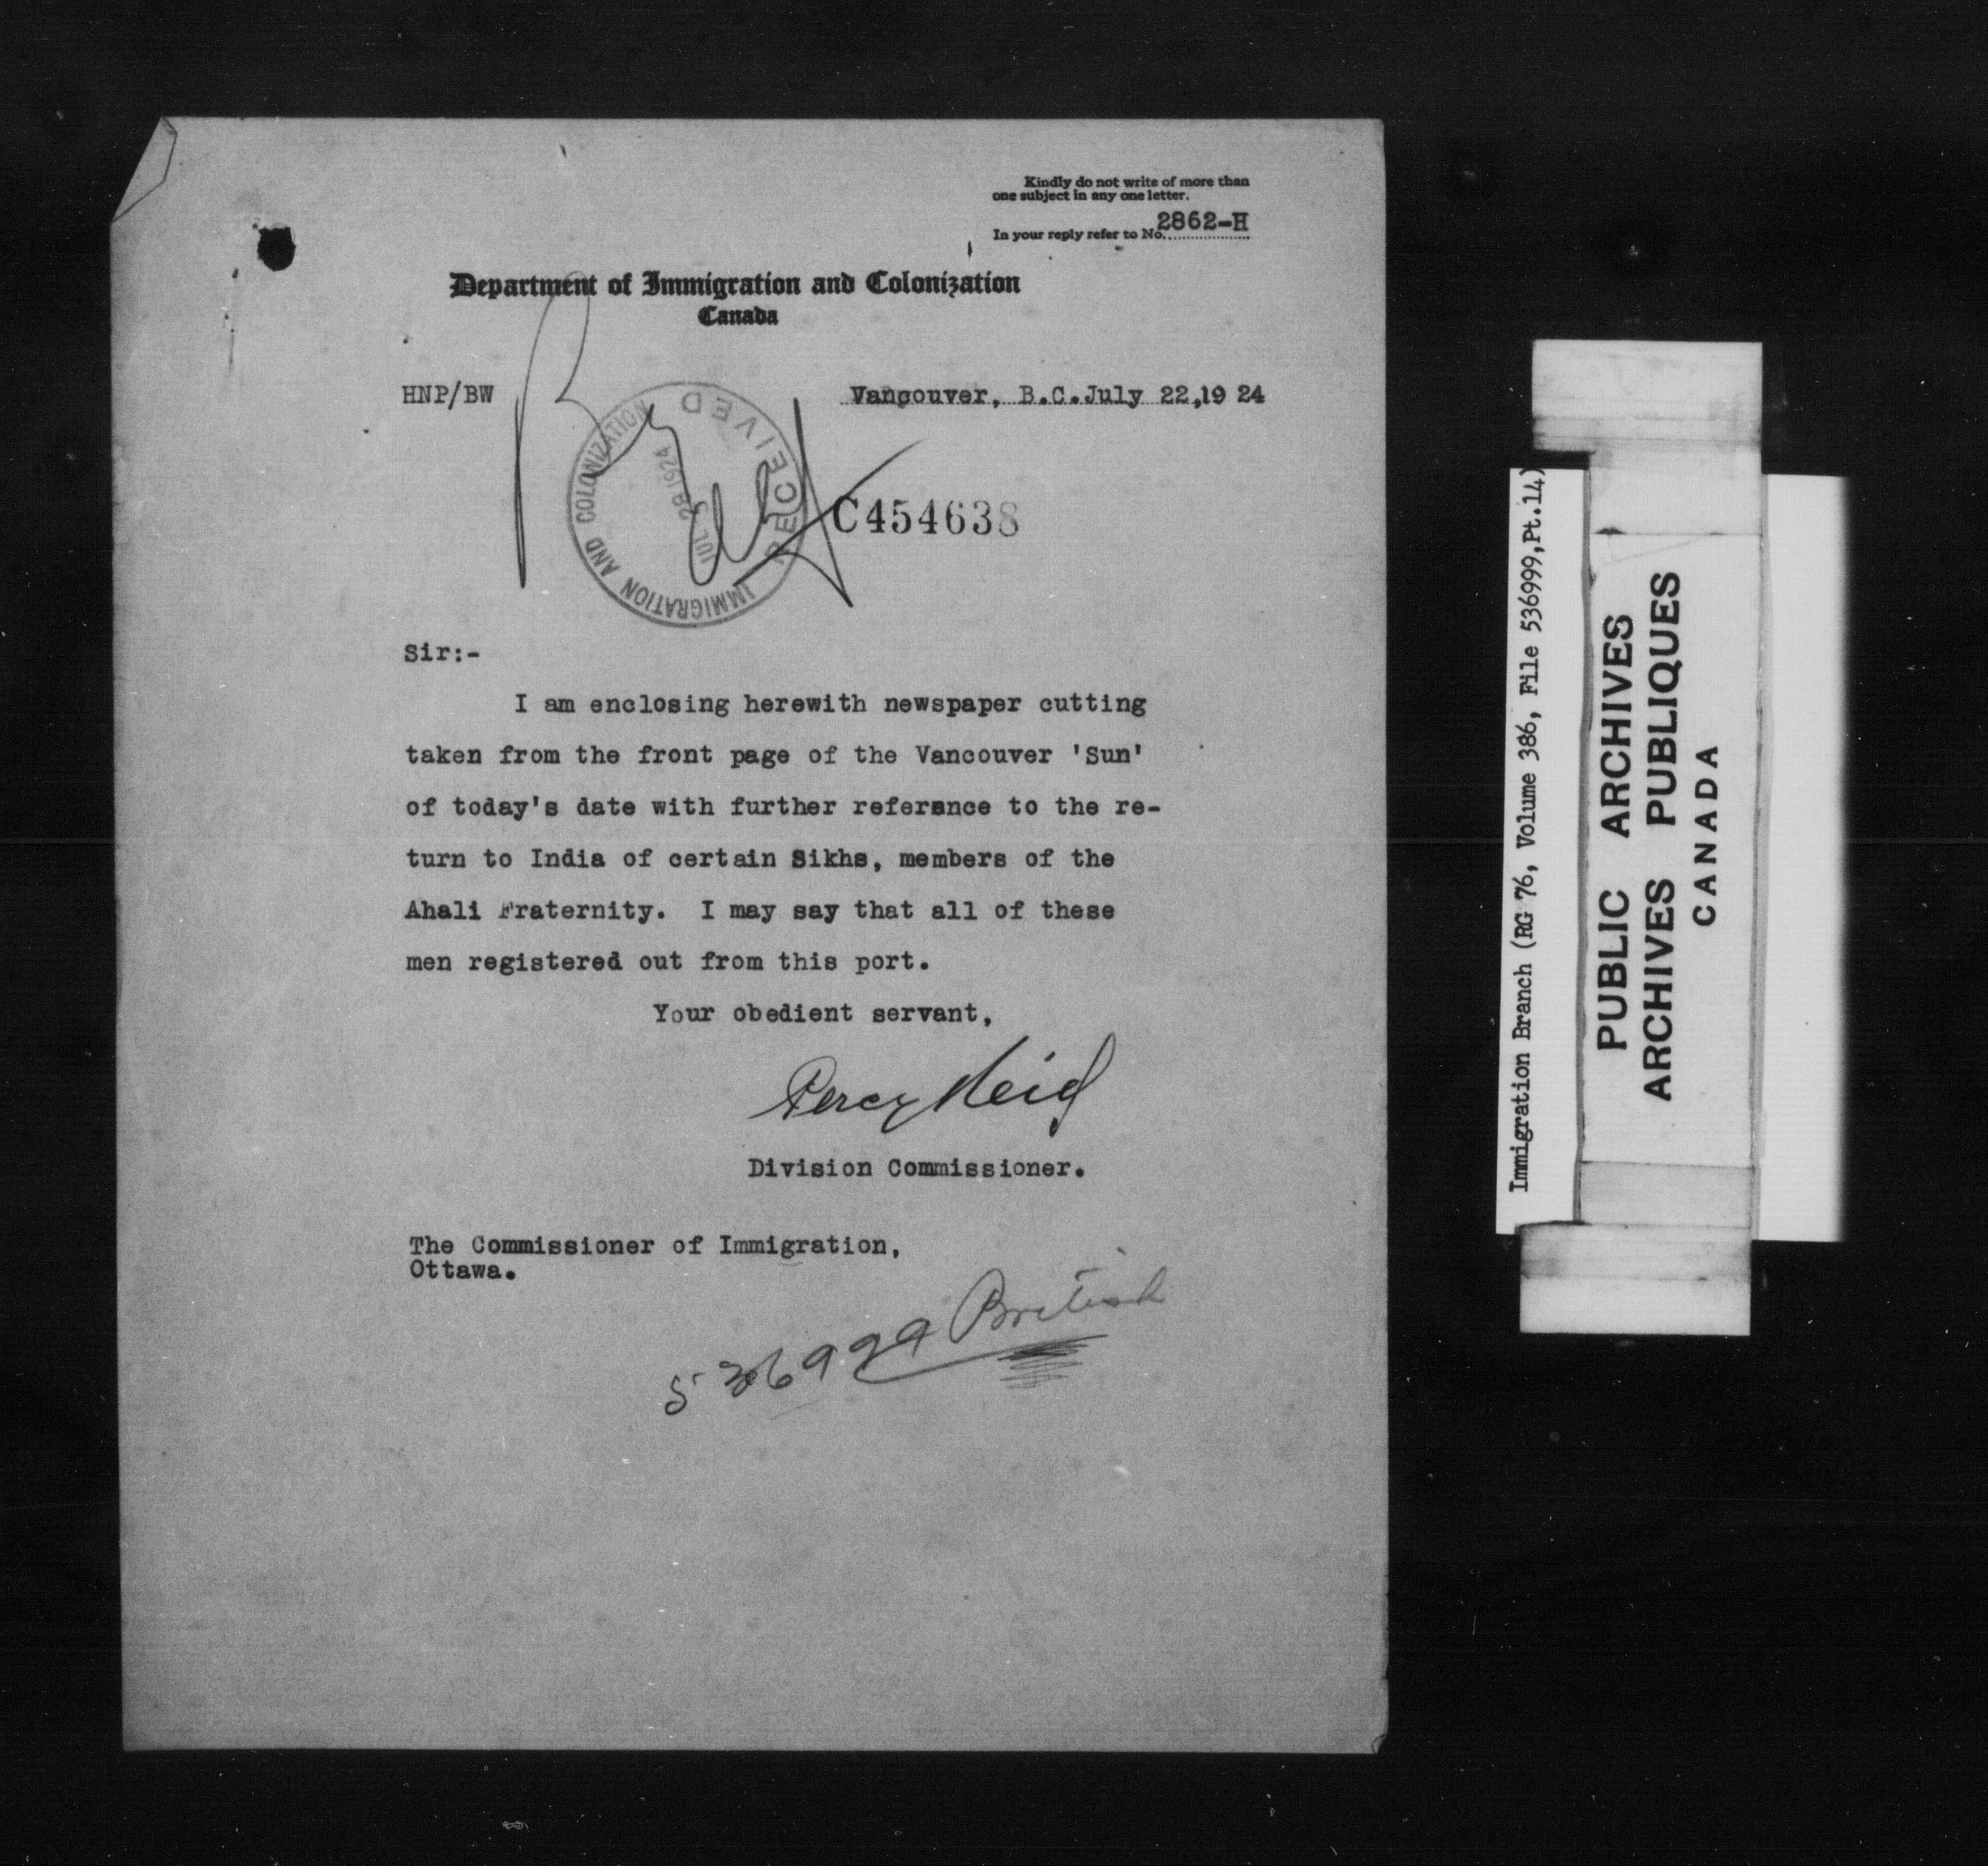 Kindly do not write of more than
one subject in any one letter.
In your reply refer to No. 2862-H
Department of Immigration and Colonization
Canada
HNP/BW
Vancouver, B.C. July 22, 19 24
RECEIVED
JUL 28 1924
IMMIGRATION AND COLONIZATION
C454638
Sir:-
I am enclosing herewith newspaper cutting
taken from the front page of the Vancouver 'Sun'
of today's date with further reference to the re-
turn to India of certain Sikhs, members of the
Ahali Fraternity. I may say that all of these
men registered out from this port.
Your obedient servant,
Percy Reid
Division Commissioner.
The Commissioner of Immigration,
Ottawa.
536999 British
Immigration Branch (RG 76, Volume 386, File 536999,Pt.14)
PUBLIC ARCHIVES
ARCHIVES PUBLIQUES
CANADA